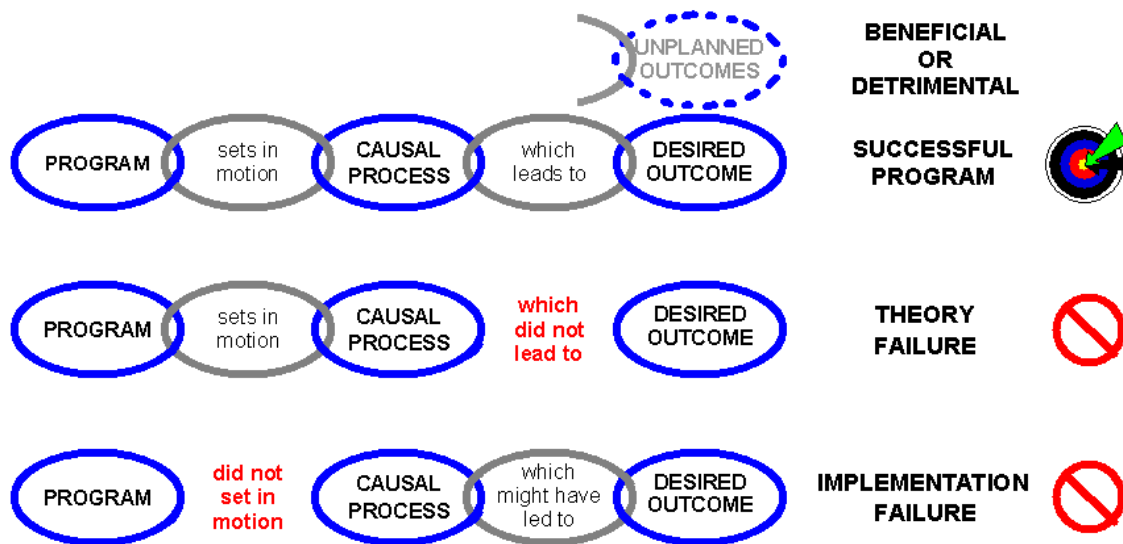 UNPLANNED
OUTCOMES
BENEFICIAL
OR
DETRIMENTAL
PROGRAM
sets in
motion
CAUSAL
PROCESS
which
leads to
DESIRED
OUTCOME
SUCCESSFUL
PROGRAM
PROGRAM
sets in
motion
CAUSAL
PROCESS
which
did not
lead to
DESIRED
OUTCOME
THEORY
FAILURE
PROGRAM
did not
set in
motion
CAUSAL
PROCESS
which
might have
led to
DESIRED
OUTCOME
IMPLEMENTATION
FAILURE